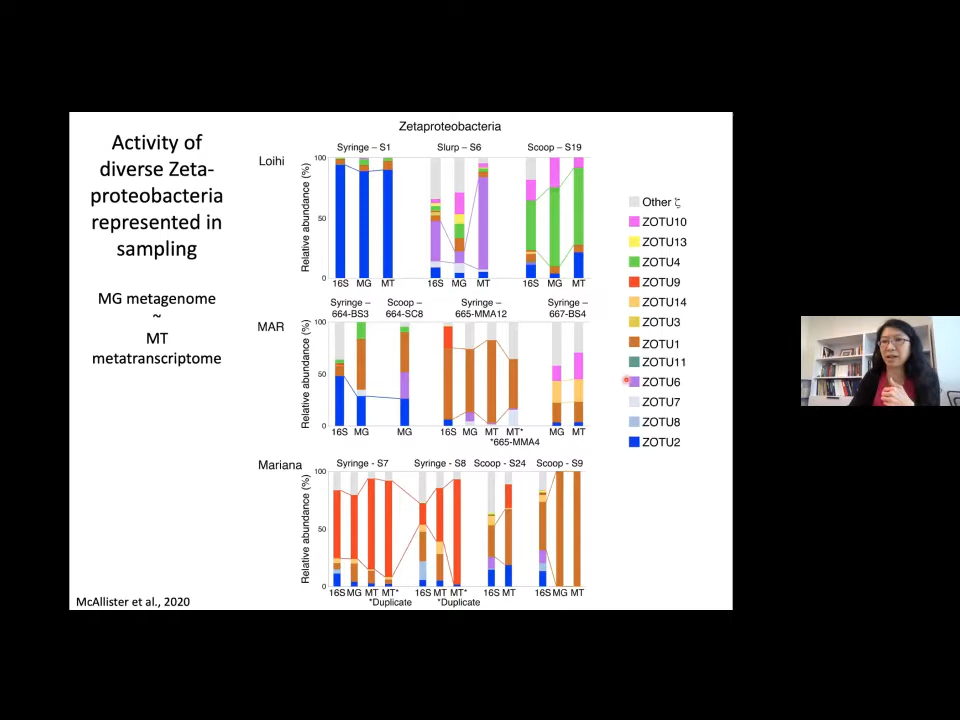 Activity of
diverse Zeta-
proteobacteria
represented in
sampling
MG metagenome
~
MT
metatranscriptome
McAllister et al., 2020
Zetaproteobacteria
Loihi
Syringe – S1
Slurp – S6
Scoop – S19
Relative abundance (%)
100
50
0
16S MG MT
16S MG MT
16S MG MT
MAR
Syringe –
664-BS3
Scoop –
664-SC8
Syringe –
665-MMA12
Syringe –
667-BS4
Relative abundance (%)
100
50
0
16S MG
MG
16S MG MT MT*
*665-MMA4
MG MT
Mariana
Syringe - S7
Syringe - S8
Scoop - S24
Scoop - S9
Relative abundance (%)
100
50
0
16S MG MT MT*
*Duplicate
16S MT MT*
*Duplicate
16S MT
16S MG MT
Other ζ
ZOTU10
ZOTU13
ZOTU4
ZOTU9
ZOTU14
ZOTU3
ZOTU1
ZOTU11
ZOTU6
ZOTU7
ZOTU8
ZOTU2